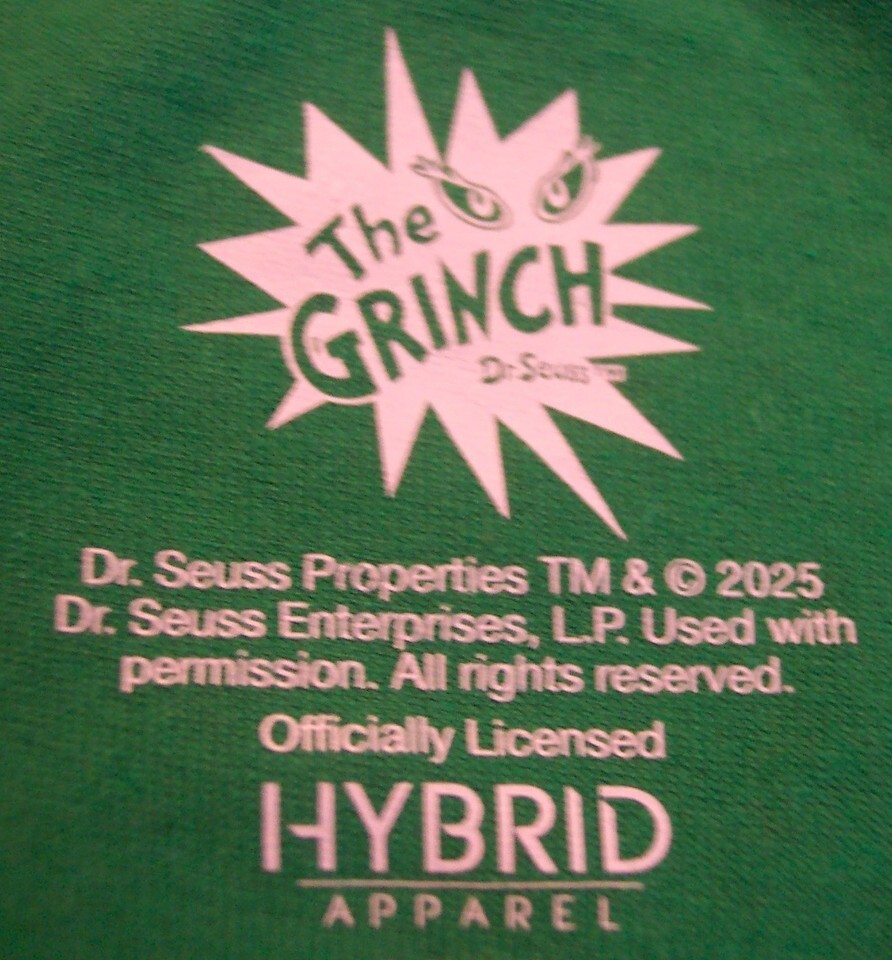 The
GRINCH
Dr. Seuss
Dr. Seuss Properties TM & © 2025
Dr. Seuss Enterprises, L.P. Used with
permission. All rights reserved.
Officially Licensed
HYBRID
APPAREL